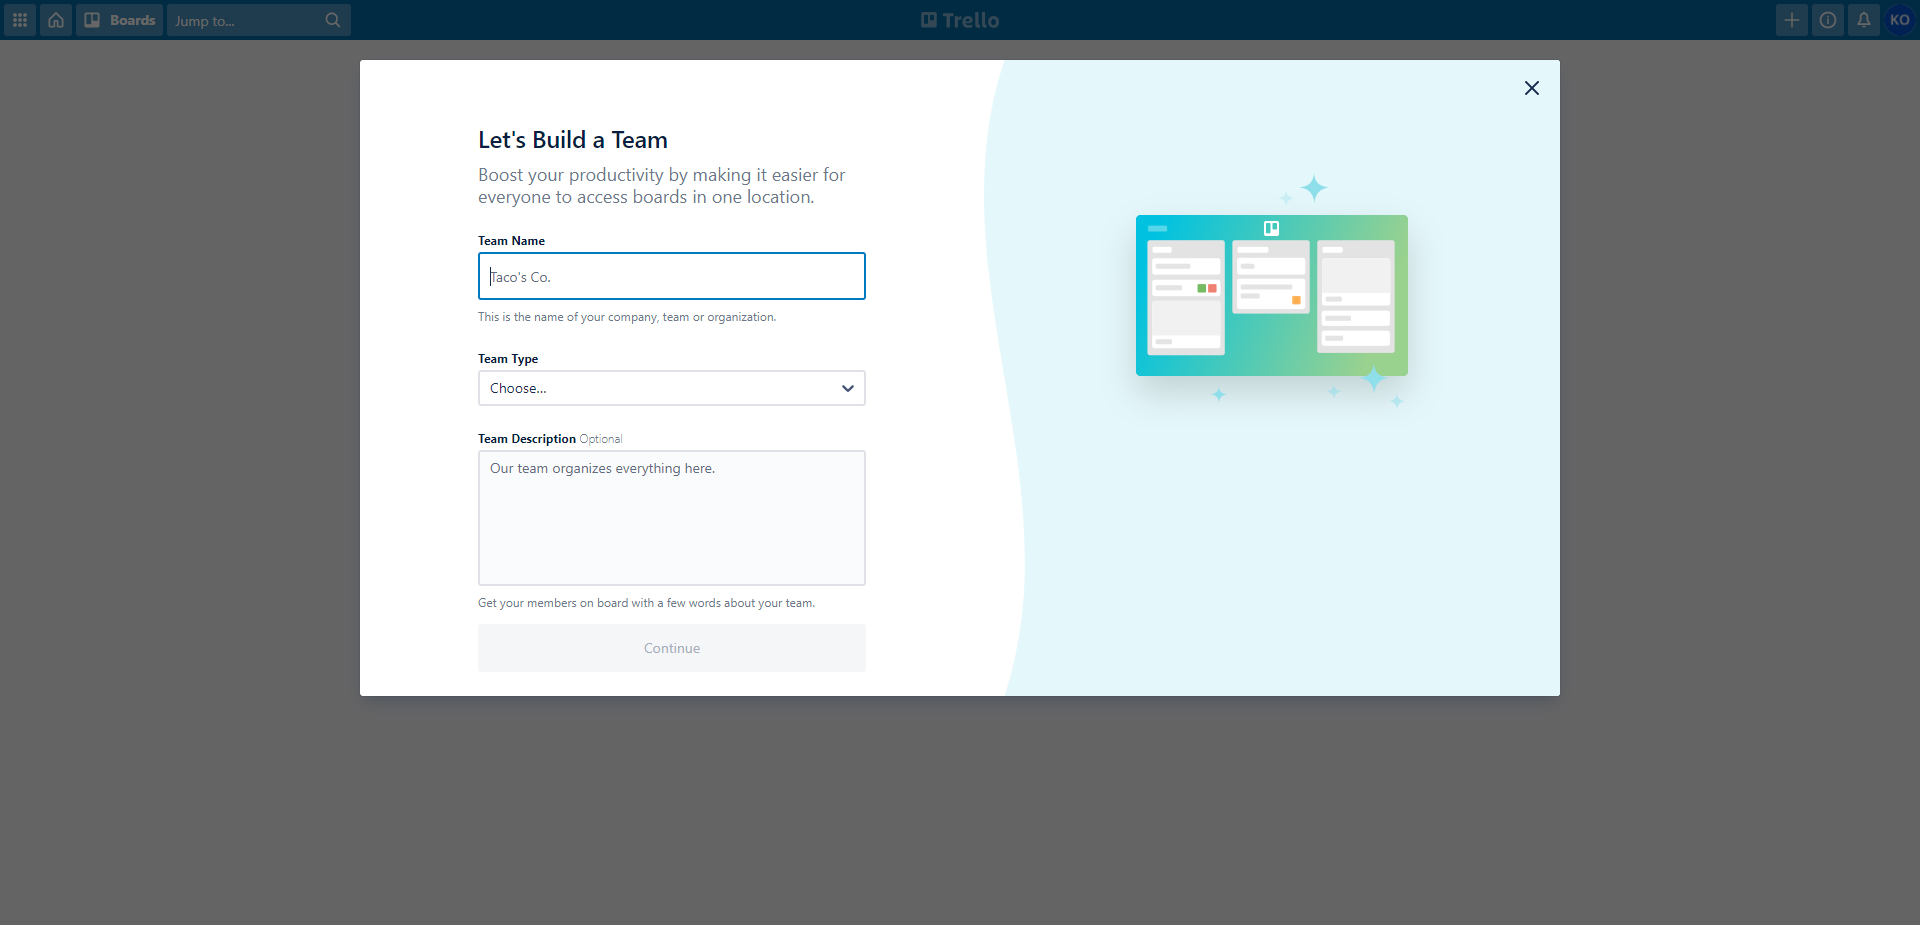 Boards
Jump to...
Trello
KO
Let's Build a Team
Boost your productivity by making it easier for
everyone to access boards in one location.
Team Name
Taco's Co.
This is the name of your company, team or organization.
Team Type
Choose...
Team Description Optional
Our team organizes everything here.
Get your members on board with a few words about your team.
Continue